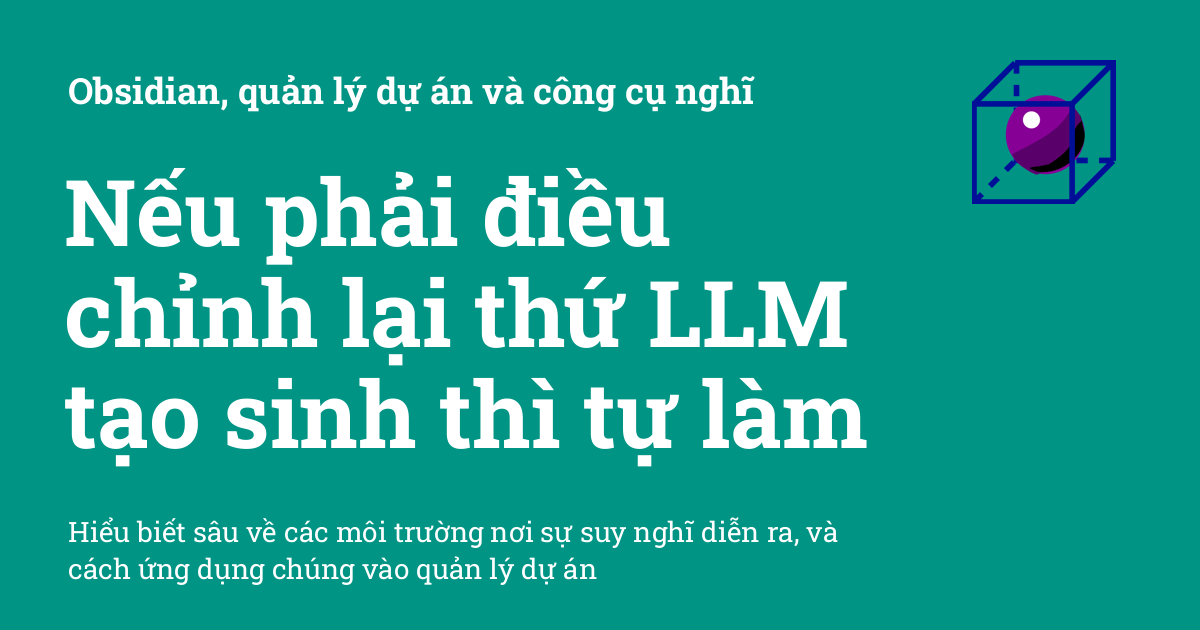 Obsidian, quản lý dự án và công cụ nghĩ
Nếu phải điều
chỉnh lại thứ LLM
tạo sinh thì tự làm
Hiểu biết sâu về các môi trường nơi sự suy nghĩ diễn ra, và
cách ứng dụng chúng vào quản lý dự án